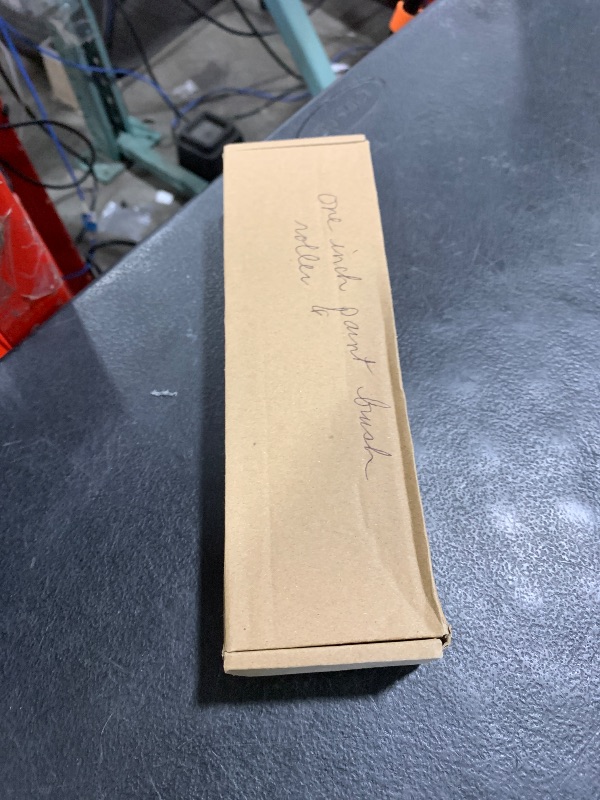 One inch paint brush
roller &